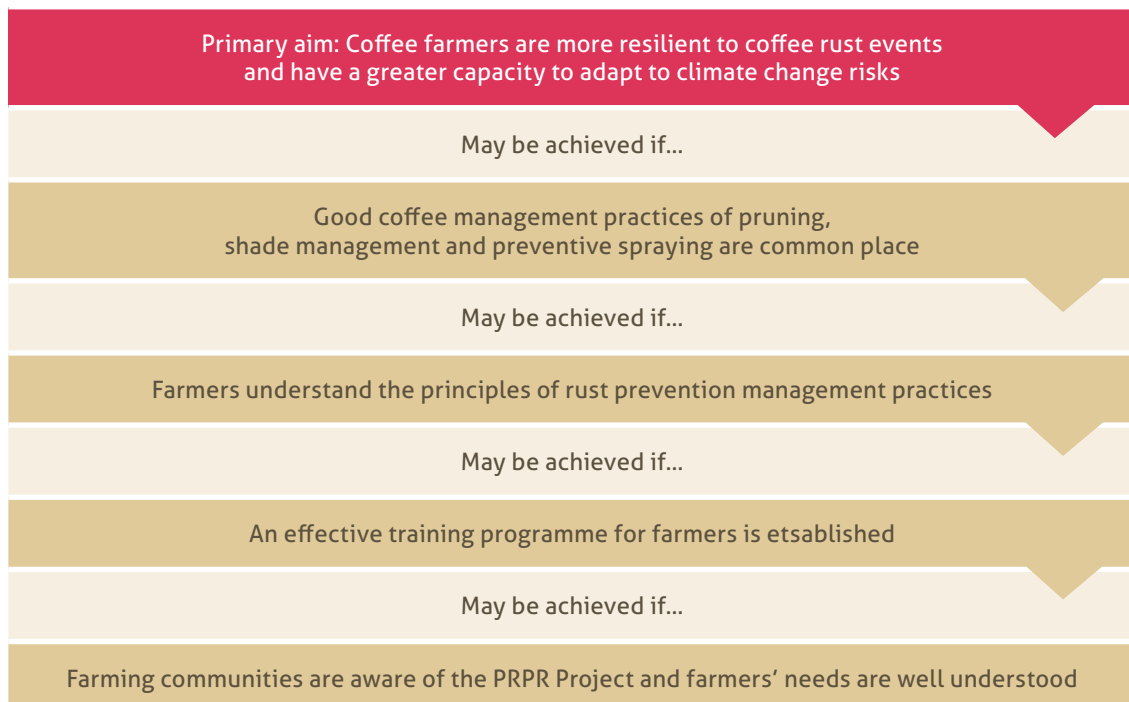 Primary aim: Coffee farmers are more resilient to coffee rust events
and have a greater capacity to adapt to climate change risks
May be achieved if...
Good coffee management practices of pruning,
shade management and preventive spraying are common place
May be achieved if...
Farmers understand the principles of rust prevention management practices
May be achieved if...
An effective training programme for farmers is etsablished
May be achieved if...
Farming communities are aware of the PRPR Project and farmers’ needs are well understood